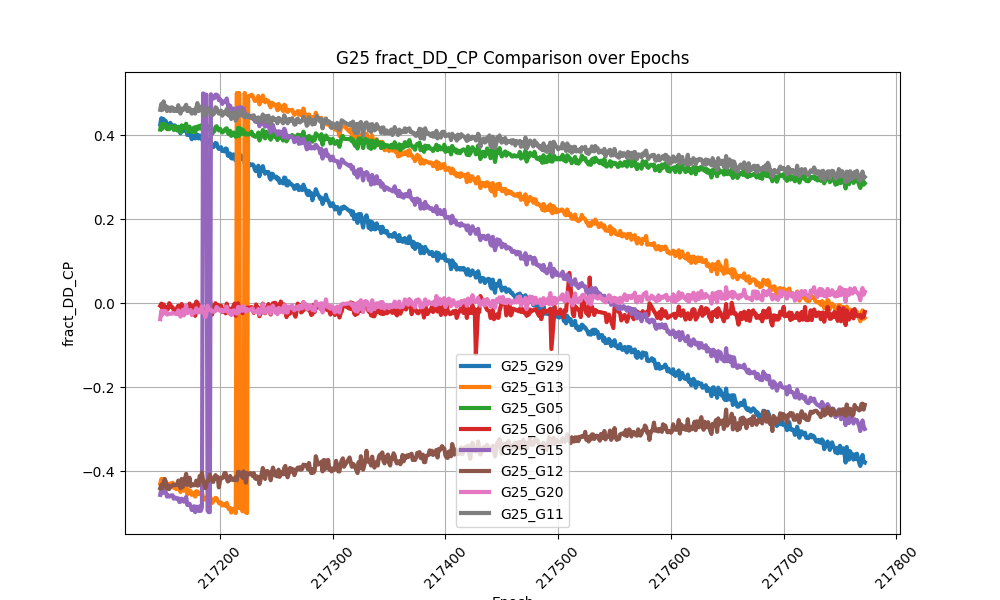 G25 fract_DD_CP Comparison over Epochs
fract_DD_CP
0.4
0.2
0.0
−0.2
−0.4
G25_G29
G25_G13
G25_G05
G25_G06
G25_G15
G25_G12
G25_G20
G25_G11
217200
217300
217400
217500
217600
217700
217800
Epoch